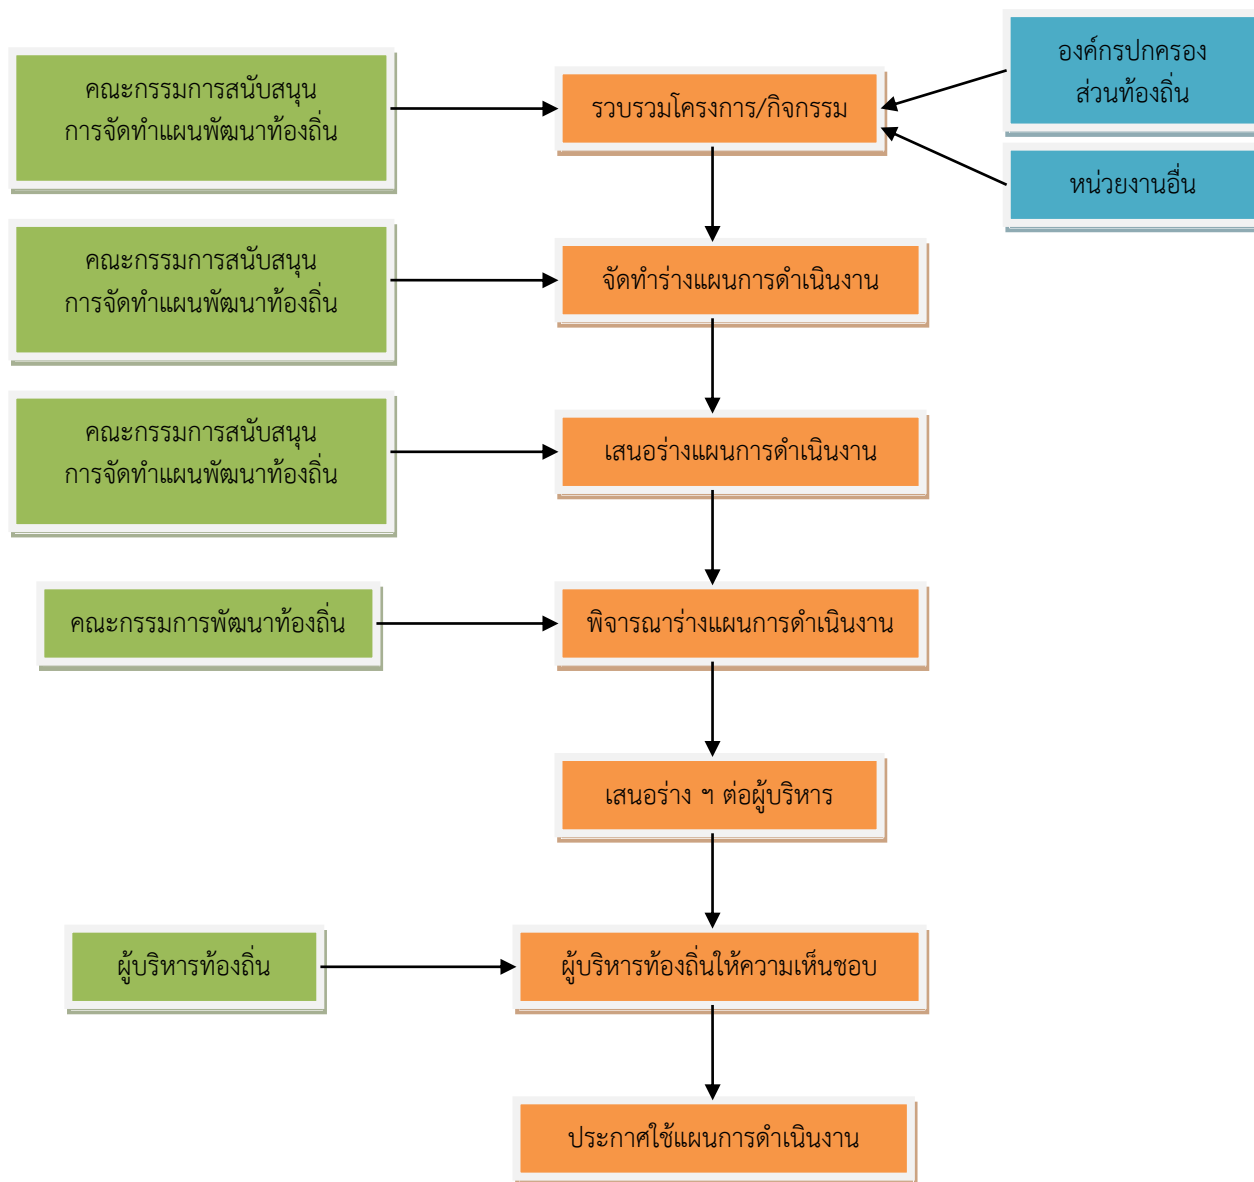 องค์กรปกครอง
ส่วนท้องถิ่น
คณะกรรมการสนับสนุน
การจัดทำแผนพัฒนาท้องถิ่น
รวบรวมโครงการ/กิจกรรม
หน่วยงานอื่น
คณะกรรมการสนับสนุน
การจัดทำแผนพัฒนาท้องถิ่น
จัดทำร่างแผนการดำเนินงาน
คณะกรรมการสนับสนุน
การจัดทำแผนพัฒนาท้องถิ่น
เสนอร่างแผนการดำเนินงาน
คณะกรรมการพัฒนาท้องถิ่น
พิจารณาร่างแผนการดำเนินงาน
เสนอร่าง ฯ ต่อผู้บริหาร
ผู้บริหารท้องถิ่น
ผู้บริหารท้องถิ่นให้ความเห็นชอบ
ประกาศใช้แผนการดำเนินงาน